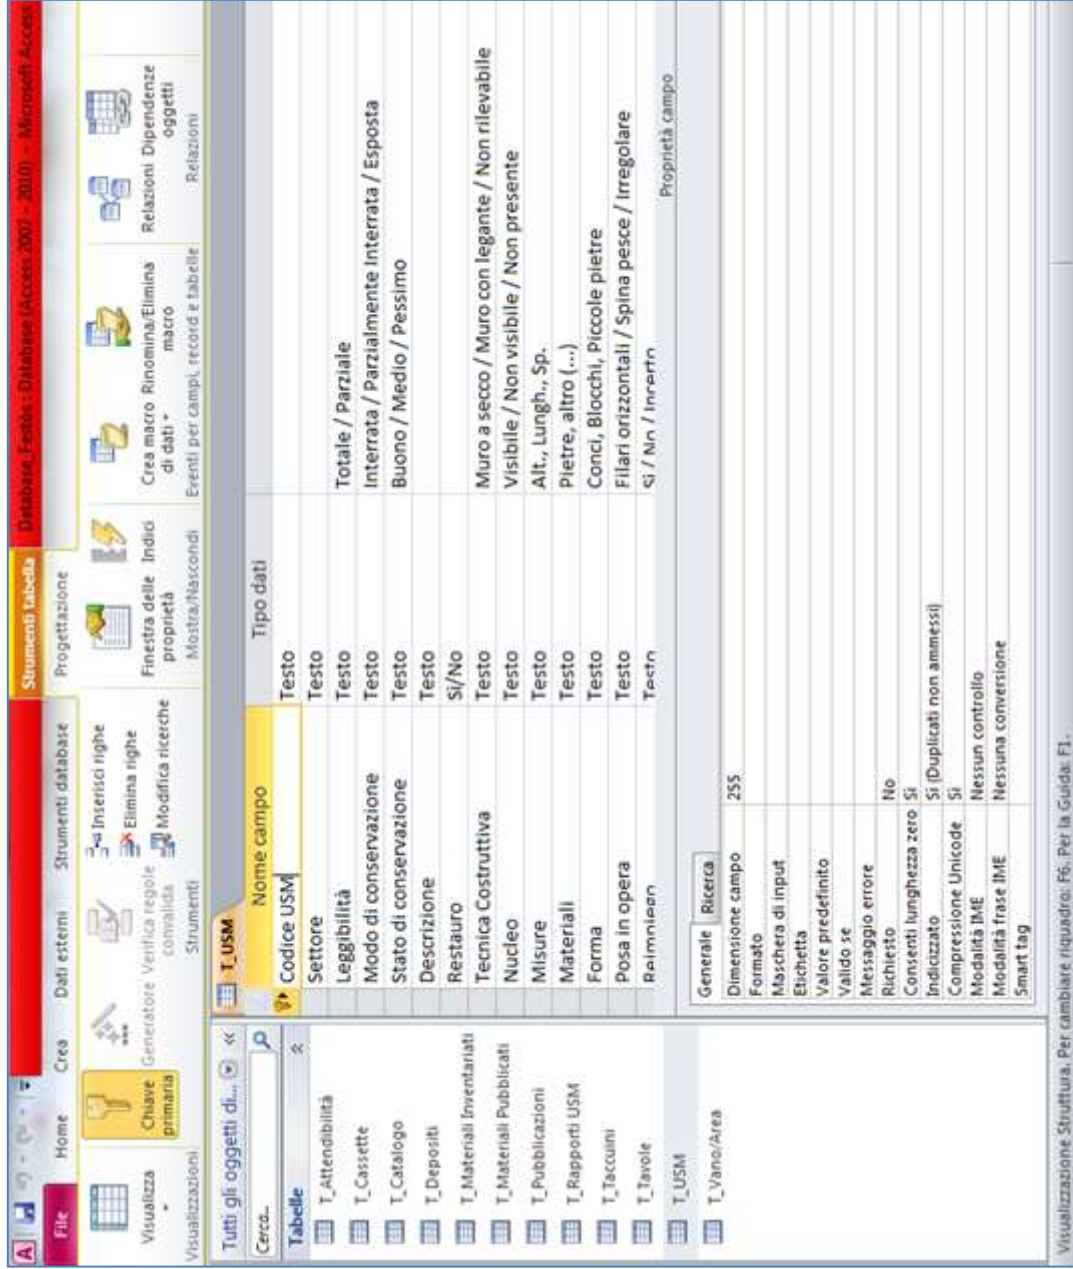 Strumenti tabella Database_Festòs : Database (Access 2007 - 2010) - Microsoft Access
File Home Crea Dati esterni Strumenti database Progettazione
Visualizza
Chiave primaria
Generatore
Verifica regole convalida
Inserisci righe
Elimina righe
Modifica ricerche
Finestra delle proprietà
Indici
Crea macro di dati
Rinomina/Elimina macro
Relazioni
Dipendenze oggetti
Visualizzazioni Strumenti Mostra/Nascondi Eventi per campi, record e tabelle Relazioni
Tutti gli oggetti di... «
Cerca...
Tabelle
T_Attendibilità
T_Cassette
T_Catalogo
T_Depositi
T_Materiali Inventariati
T_Materiali Pubblicati
T_Pubblicazioni
T_Rapporti USM
T_Taccuini
T_Tavole
T_USM
T_Vano/Area
T_USM
Nome campo Tipo dati
Codice USM Testo
Settore Testo
Leggibilità Testo Totale / Parziale
Modo di conservazione Testo Interrata / Parzialmente Interrata / Esposta
Stato di conservazione Testo Buono / Medio / Pessimo
Descrizione Testo
Restauro Sì/No
Tecnica Costruttiva Testo Muro a secco / Muro con legante / Non rilevabile
Nucleo Testo Visibile / Non visibile / Non presente
Misure Testo Alt., Lungh., Sp.
Materiali Testo Pietre, altro (...)
Forma Testo Conci, Blocchi, Piccole pietre
Posa in opera Testo Filari orizzontali / Spina pesce / Irregolare
Reimpiego Testo Sì / No / Incerto
Proprietà campo
Generale Ricerca
Dimensione campo 255
Formato
Maschera di input
Etichetta
Valore predefinito
Valido se
Messaggio errore
Richiesto No
Consenti lunghezza zero Sì
Indicizzato Sì (Duplicati non ammessi)
Compressione Unicode Sì
Modalità IME Nessun controllo
Modalità frase IME Nessuna conversione
Smart tag
Visualizzazione Struttura. Per cambiare riquadro: F6. Per la Guida: F1.